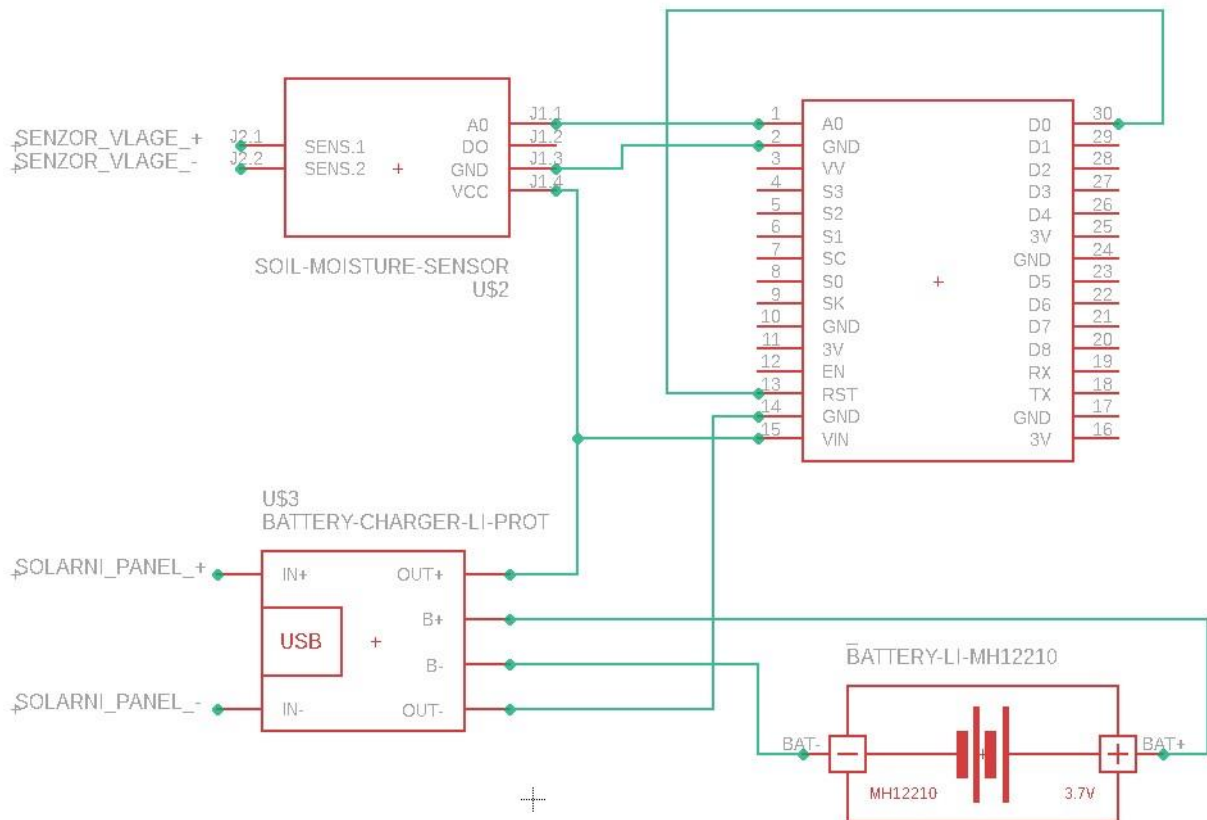 SENZOR_VLAGE_+
SENZOR_VLAGE_-
J2.1
J2.2
SENS.1
SENS.2
A0
DO
GND
VCC
J1.1
J1.2
J1.3
J1.4
SOIL-MOISTURE-SENSOR
U$2
1 A0
2 GND
3 VV
4 S3
5 S2
6 S1
7 SC
8 S0
9 SK
10 GND
11 3V
12 EN
13 RST
14 GND
15 VIN
D0 30
D1 29
D2 28
D3 27
D4 26
3V 25
GND 24
D5 23
D6 22
D7 21
D8 20
RX 19
TX 18
GND 17
3V 16
U$3
BATTERY-CHARGER-LI-PROT
SOLARNI_PANEL_+
SOLARNI_PANEL_-
IN+
USB
IN-
OUT+
B+
B-
OUT-
BATTERY-LI-MH12210
BAT-
BAT+
MH12210
3.7V